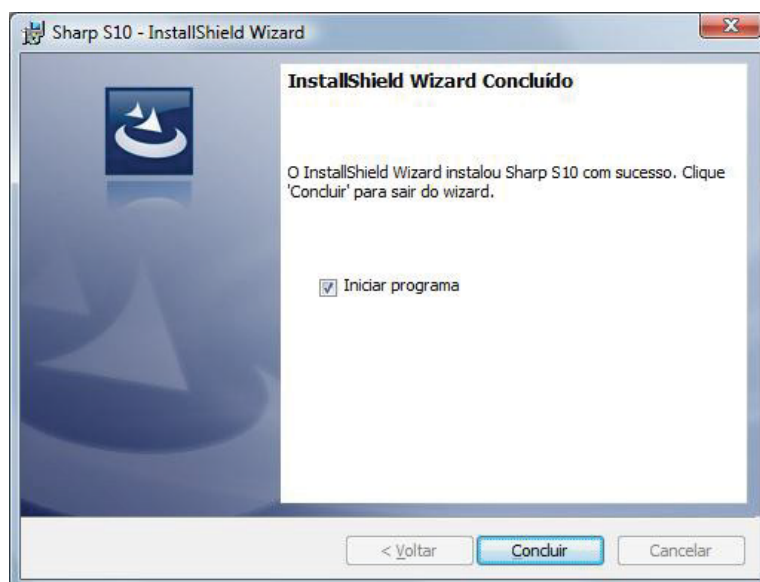 Sharp S10 - InstallShield Wizard
InstallShield Wizard Concluído
O InstallShield Wizard instalou Sharp S10 com sucesso. Clique
'Concluir' para sair do wizard.
Iniciar programa
< Voltar
Concluir
Cancelar